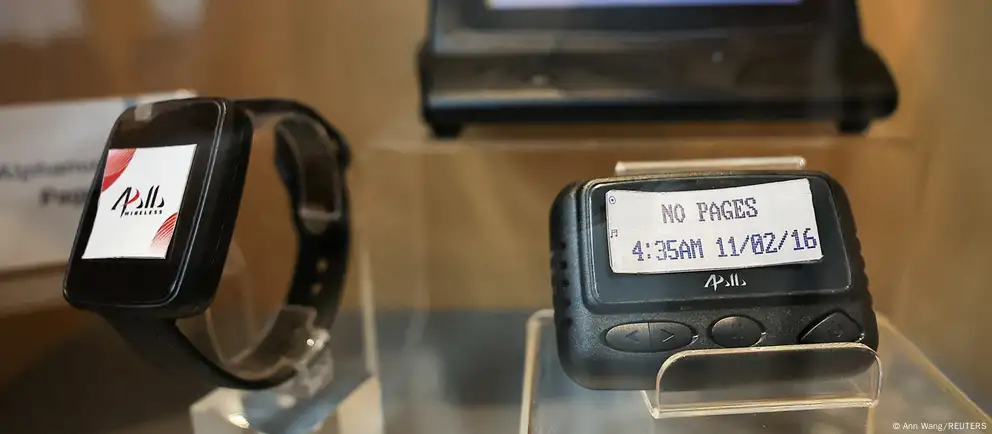 Apollo
WIRELESS
NO PAGES
4:35AM 11/02/16
Apollo
© Ann Wang/REUTERS